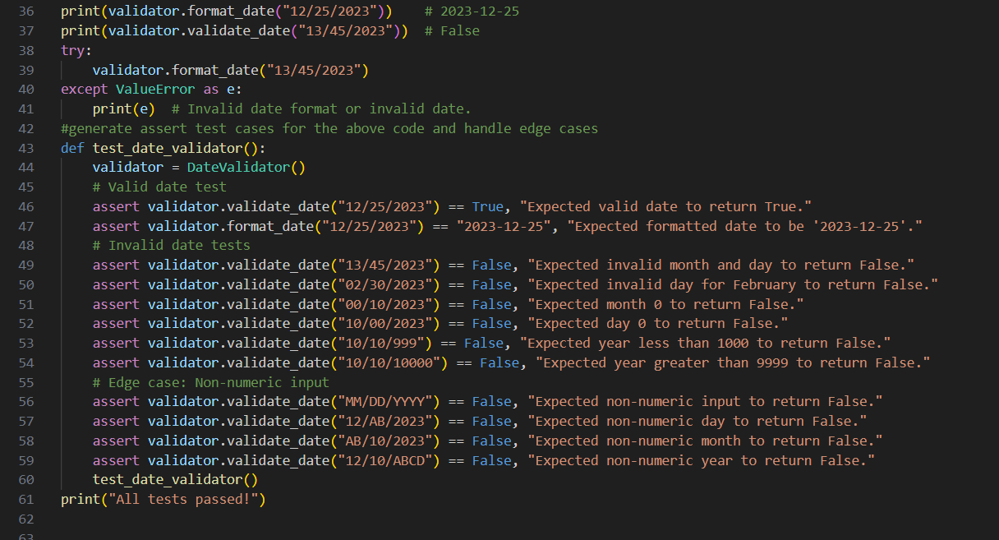 36 print(validator.format_date("12/25/2023"))    # 2023-12-25
37 print(validator.validate_date("13/45/2023"))  # False
38 try:
39     validator.format_date("13/45/2023")
40 except ValueError as e:
41     print(e)  # Invalid date format or invalid date.
42 #generate assert test cases for the above code and handle edge cases
43 def test_date_validator():
44     validator = DateValidator()
45     # Valid date test
46     assert validator.validate_date("12/25/2023") == True, "Expected valid date to return True."
47     assert validator.format_date("12/25/2023") == "2023-12-25", "Expected formatted date to be '2023-12-25'."
48     # Invalid date tests
49     assert validator.validate_date("13/45/2023") == False, "Expected invalid month and day to return False."
50     assert validator.validate_date("02/30/2023") == False, "Expected invalid day for February to return False."
51     assert validator.validate_date("00/10/2023") == False, "Expected month 0 to return False."
52     assert validator.validate_date("10/00/2023") == False, "Expected day 0 to return False."
53     assert validator.validate_date("10/10/999") == False, "Expected year less than 1000 to return False."
54     assert validator.validate_date("10/10/10000") == False, "Expected year greater than 9999 to return False."
55     # Edge case: Non-numeric input
56     assert validator.validate_date("MM/DD/YYYY") == False, "Expected non-numeric input to return False."
57     assert validator.validate_date("12/AB/2023") == False, "Expected non-numeric day to return False."
58     assert validator.validate_date("AB/10/2023") == False, "Expected non-numeric month to return False."
59     assert validator.validate_date("12/10/ABCD") == False, "Expected non-numeric year to return False."
60     test_date_validator()
61 print("All tests passed!")
62
63